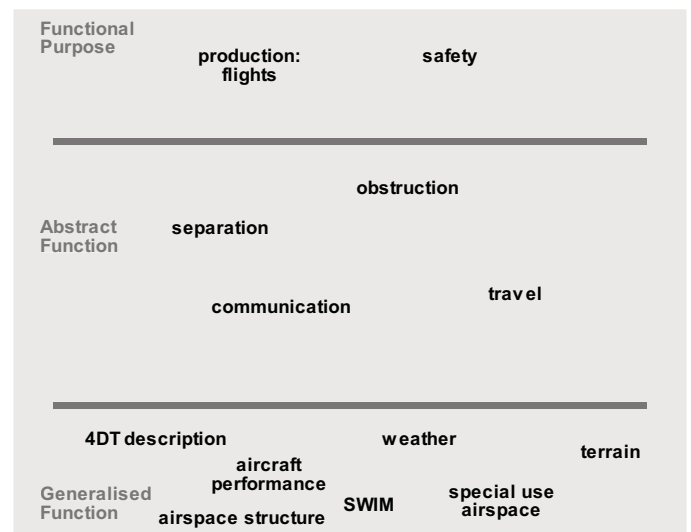 Functional
Purpose
production:
flights
safety
obstruction
Abstract
Function
separation
travel
communication
4DT description
weather
terrain
aircraft
performance
Generalised
Function
airspace structure
SWIM
special use
airspace